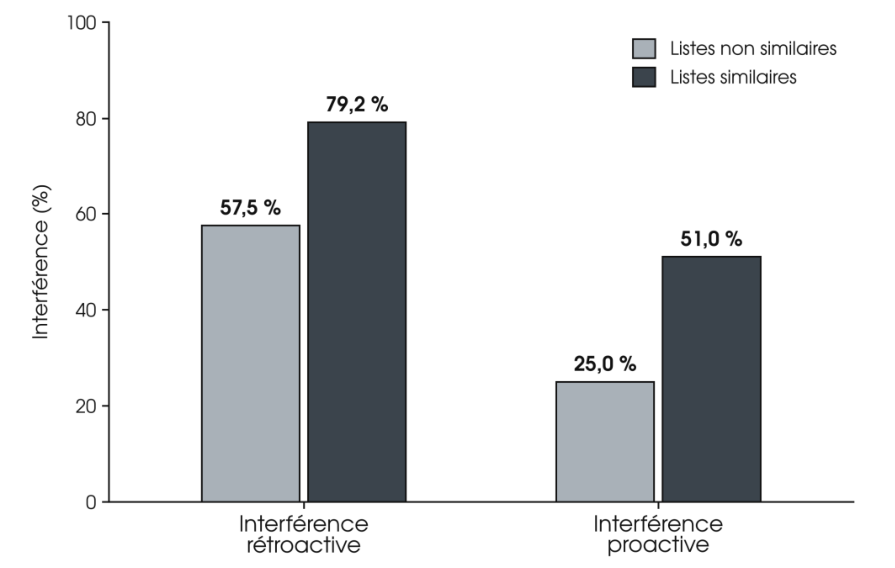 100
80
60
40
20
0
Interférence (%)
Listes non similaires
Listes similaires
57,5 %
79,2 %
25,0 %
51,0 %
Interférence
rétroactive
Interférence
proactive